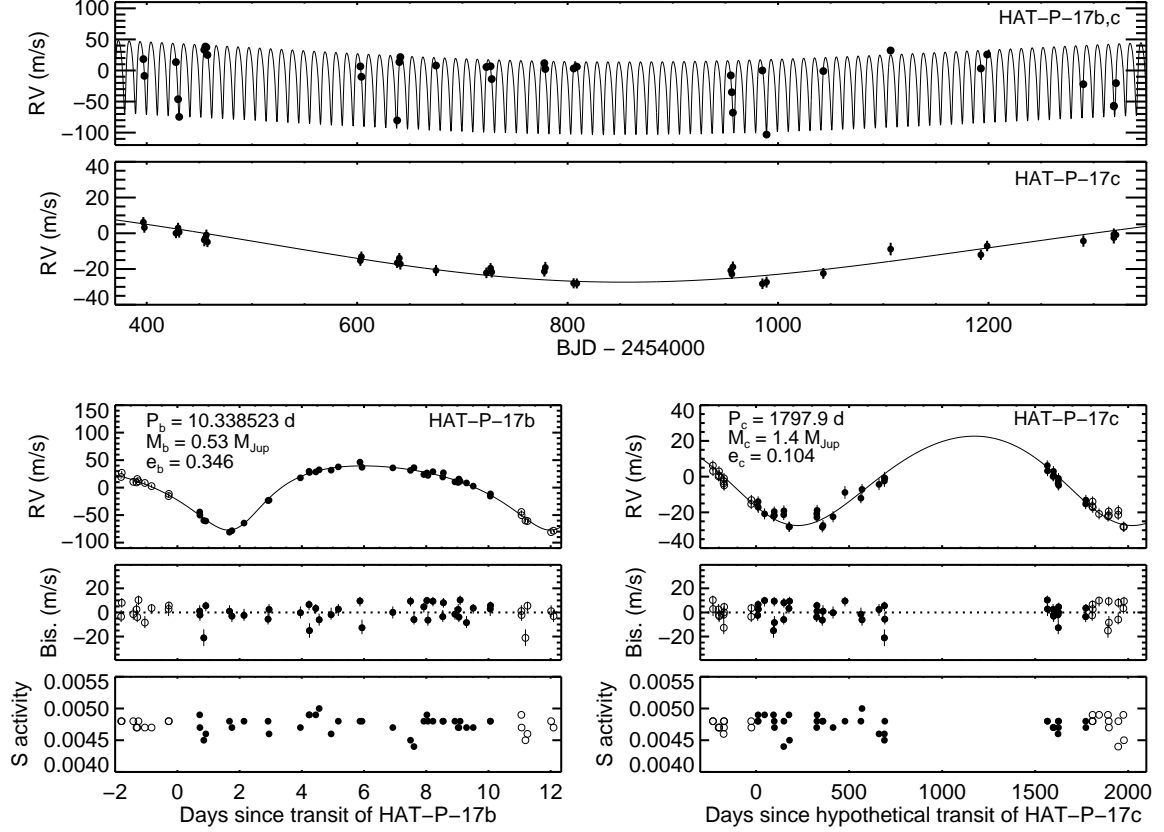 HAT−P−17b,c
RV (m/s)
100
50
0
−50
−100
HAT−P−17c
RV (m/s)
40
20
0
−20
−40
400 600 800 1000 1200
BJD − 2454000
P_b = 10.338523 d
M_b = 0.53 M_Jup
e_b = 0.346
HAT−P−17b
RV (m/s)
150
100
50
0
−50
−100
Bis. (m/s)
20
0
−20
S activity
0.0055
0.0050
0.0045
0.0040
−2 0 2 4 6 8 10 12
Days since transit of HAT−P−17b
P_c = 1797.9 d
M_c = 1.4 M_Jup
e_c = 0.104
HAT−P−17c
RV (m/s)
40
20
0
−20
−40
Bis. (m/s)
20
0
−20
S activity
0.0055
0.0050
0.0045
0.0040
0 500 1000 1500 2000
Days since hypothetical transit of HAT−P−17c